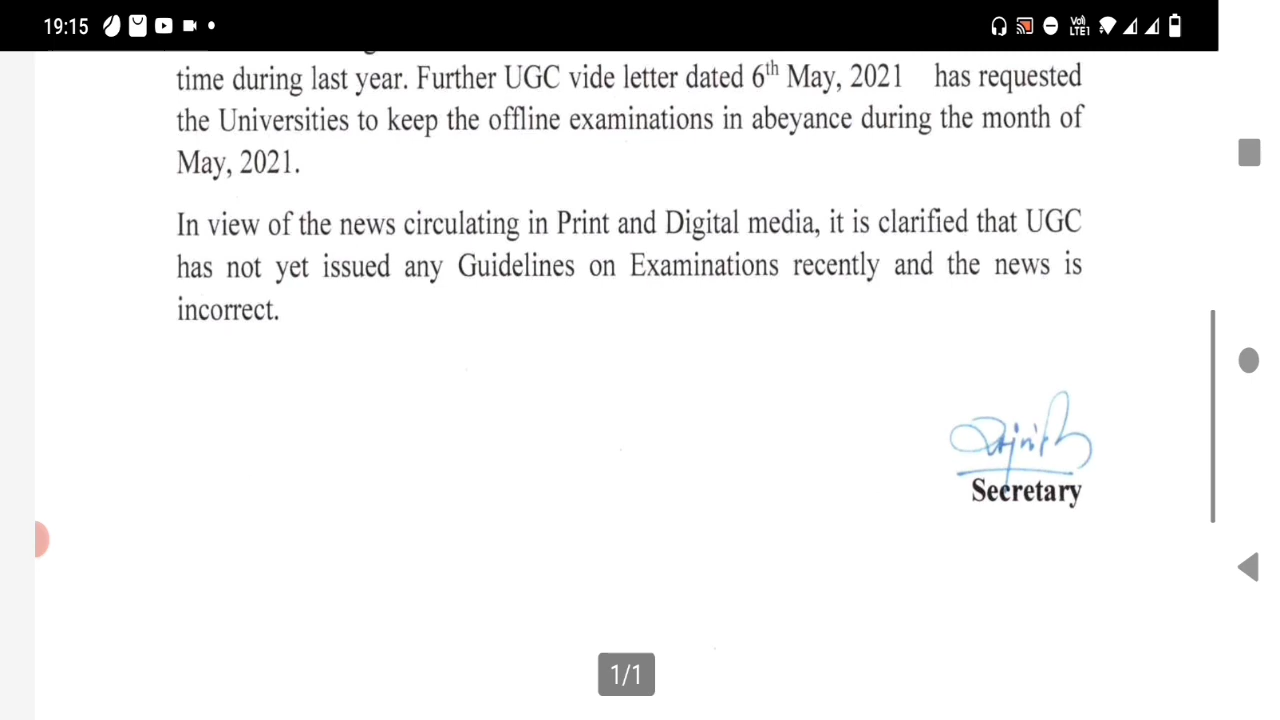 19:15
Vo))
LTE1
time during last year. Further UGC vide letter dated 6th May, 2021 has requested
the Universities to keep the offline examinations in abeyance during the month of
May, 2021.
In view of the news circulating in Print and Digital media, it is clarified that UGC
has not yet issued any Guidelines on Examinations recently and the news is
incorrect.
Secretary
1/1